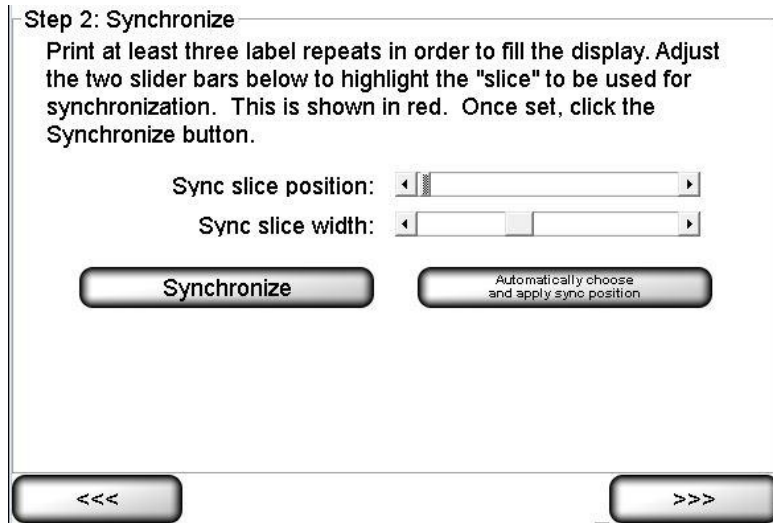 Step 2: Synchronize
Print at least three label repeats in order to fill the display. Adjust
the two slider bars below to highlight the "slice" to be used for
synchronization. This is shown in red. Once set, click the
Synchronize button.
Sync slice position:
Sync slice width:
Synchronize
Automatically choose
and apply sync position
<<<
>>>